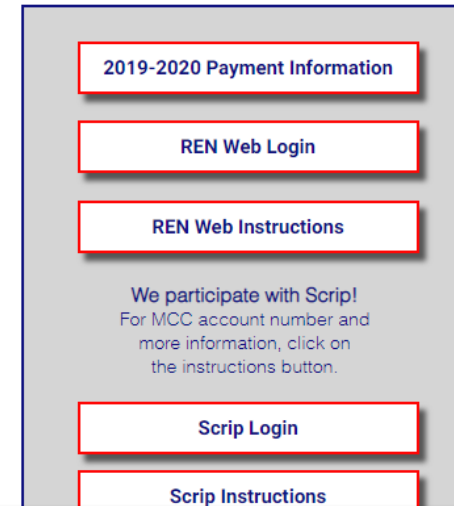 2019-2020 Payment Information
REN Web Login
REN Web Instructions
We participate with Scrip!
For MCC account number and
more information, click on
the instructions button.
Scrip Login
Scrip Instructions